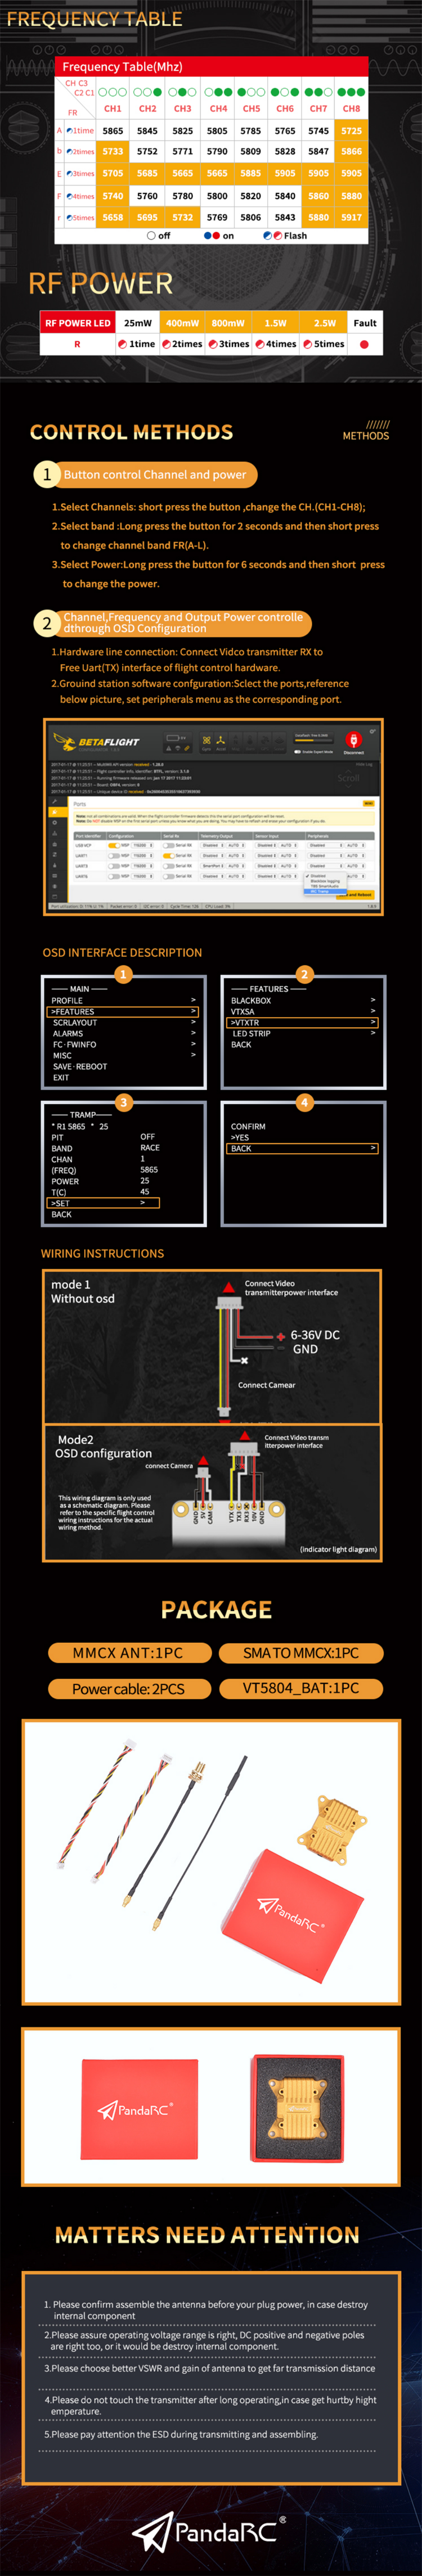 FREQUENCY TABLE
Frequency Table(Mhz)
CH C3
C2 C1
FR
CH1 CH2 CH3 CH4 CH5 CH6 CH7 CH8
A 1time 5865 5845 5825 5805 5785 5765 5745 5725
b 2times 5733 5752 5771 5790 5809 5828 5847 5866
E 3times 5705 5685 5665 5665 5885 5905 5905 5905
F 4times 5740 5760 5780 5800 5820 5840 5860 5880
r 5times 5658 5695 5732 5769 5806 5843 5880 5917
off on Flash
RF POWER
RF POWER LED 25mW 400mW 800mW 1.5W 2.5W Fault
R 1time 2times 3times 4times 5times
CONTROL METHODS
METHODS
1 Button control Channel and power
1.Select Channels: short press the button ,change the CH.(CH1-CH8);
2.Select band :Long press the button for 2 seconds and then short press
to change channel band FR(A-L).
3.Select Power:Long press the button for 6 seconds and then short press
to change the power.
2 Channel,Frequency and Output Power controlle
dthrough OSD Configuration
1.Hardware line connection: Connect Vidco transmitter RX to
Free Uart(TX) interface of flight control hardware.
2.Grouind station software confguration:Sclect the ports,reference
below picture, set peripherals menu as the corresponding port.
BETAFLIGHT
Disconnect
Scroll
Ports
OSD INTERFACE DESCRIPTION
1
MAIN
PROFILE >
>FEATURES >
SCRLAYOUT >
ALARMS >
FC·FWINFO >
MISC >
SAVE·REBOOT
EXIT
2
FEATURES
BLACKBOX >
VTXSA >
>VTXTR >
LED STRIP >
BACK
3
TRAMP
* R1 5865 * 25
PIT OFF
BAND RACE
CHAN 1
(FREQ) 5865
POWER 25
T(C) 45
>SET >
BACK
4
CONFIRM
>YES
BACK >
WIRING INSTRUCTIONS
mode 1
Without osd
Connect Video
transmitterpower interface
+ 6-36V DC
GND
Connect Camear
Mode2
OSD configuration
Connect Video transm
itterpower interface
connect Camera
This wiring diagram is only used
as a schematic diagram. Please
refer to the specific flight control
wiring instructions for the actual
wiring method.
GND 5V CAM VTX TX3 RX3 10V GND
(indicator light diagram)
PACKAGE
MMCX ANT:1PC
SMA TO MMCX:1PC
Power cable: 2PCS
VT5804_BAT:1PC
PandaRC®
PandaRC®
MATTERS NEED ATTENTION
1. Please confirm assemble the antenna before your plug power, in case destroy
internal component
2.Please assure operating voltage range is right, DC positive and negative poles
are right too, or it would be destroy internal component.
3.Please choose better VSWR and gain of antenna to get far transmission distance
4.Please do not touch the transmitter after long operating,in case get hurtby hight
emperature.
5.Please pay attention the ESD during transmitting and assembling.
PandaRC®